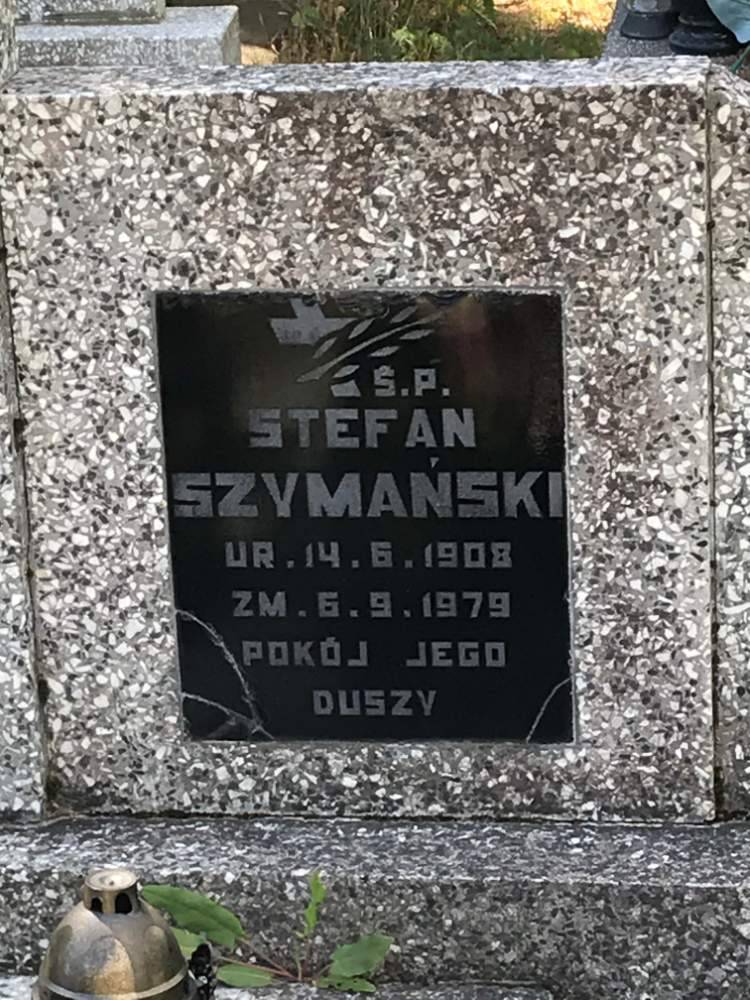 Ś.P.
STEFAN
SZYMAŃSKI
UR. 14. 6. 1908
ZM. 6. 9. 1979
POKÓJ JEGO
DUSZY